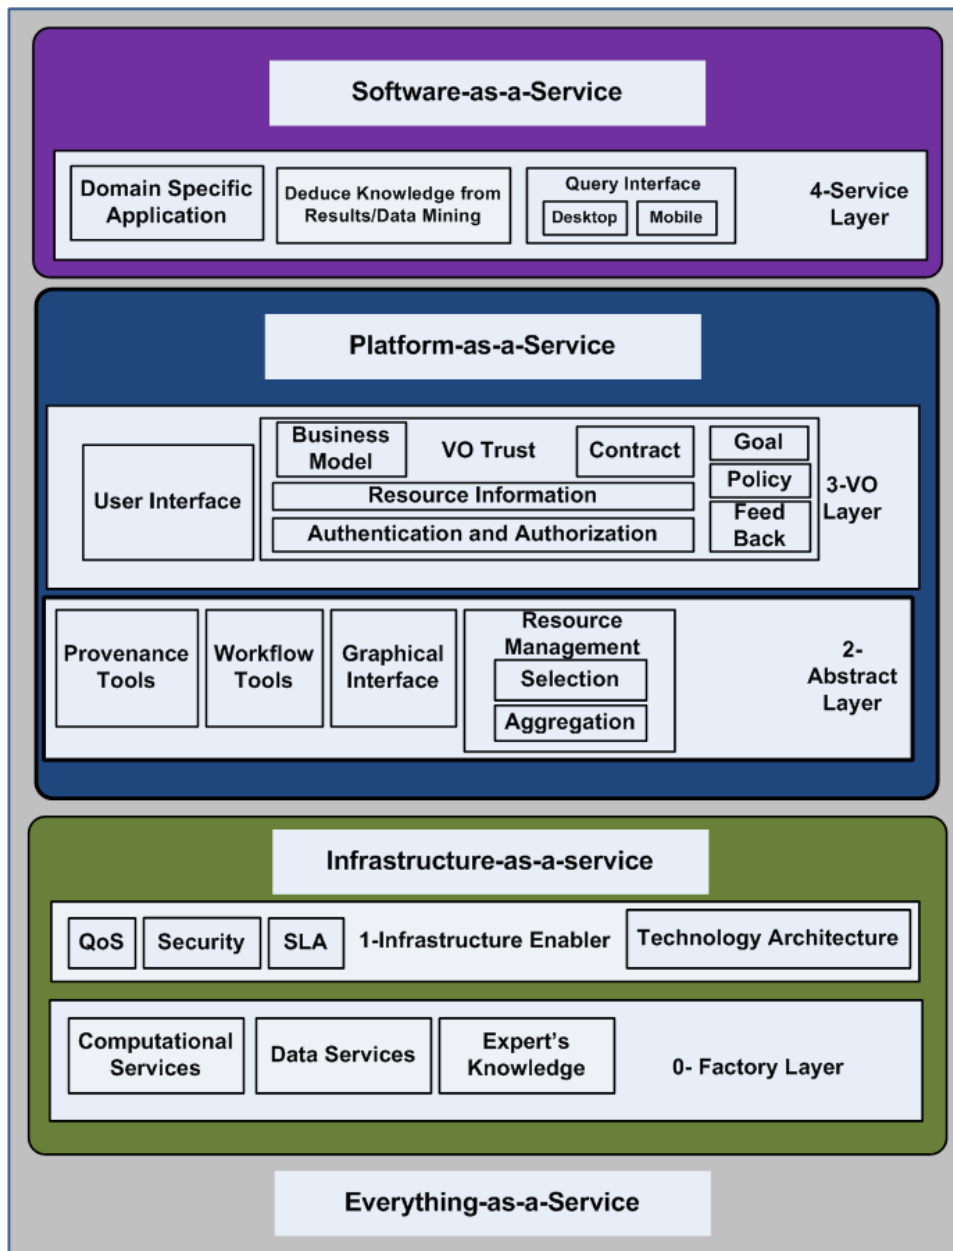 Software-as-a-Service
Domain Specific
Application
Deduce Knowledge from
Results/Data Mining
Query Interface
Desktop
Mobile
4-Service
Layer
Platform-as-a-Service
User Interface
Business
Model
VO Trust
Contract
Resource Information
Authentication and Authorization
Goal
Policy
Feed
Back
3-VO
Layer
Provenance
Tools
Workflow
Tools
Graphical
Interface
Resource
Management
Selection
Aggregation
2-
Abstract
Layer
Infrastructure-as-a-service
QoS
Security
SLA
1-Infrastructure Enabler
Technology Architecture
Computational
Services
Data Services
Expert’s
Knowledge
0- Factory Layer
Everything-as-a-Service